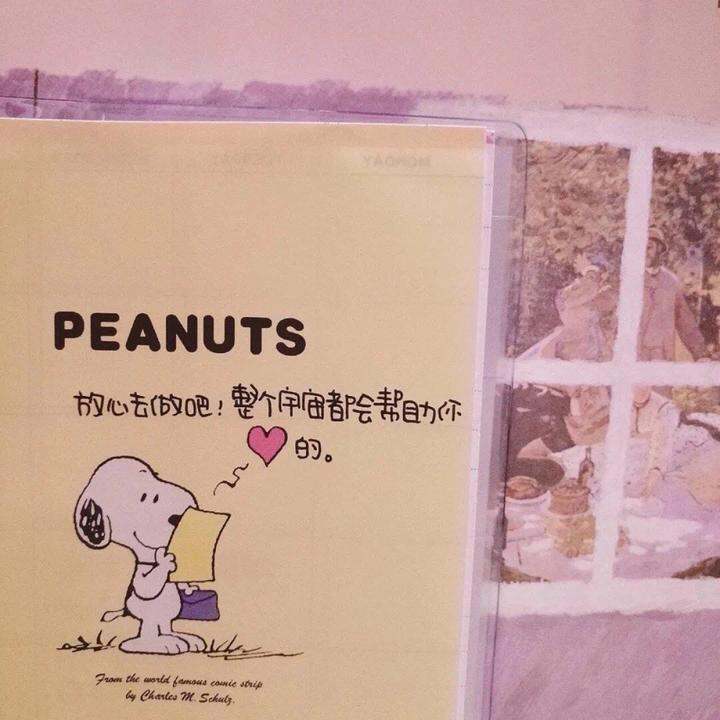 MONDAY
PEANUTS
放心去做吧！整个宇宙都会帮助你
的。
From the world famous comic strip
by Charles M. Schulz.